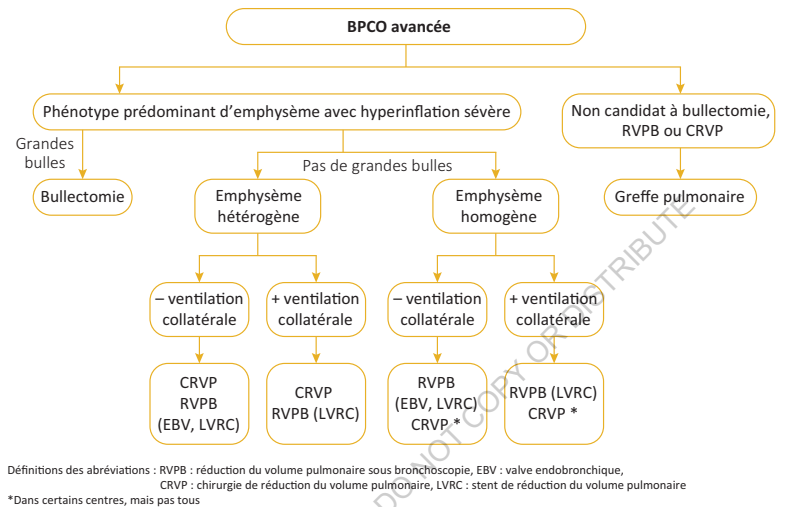 BPCO avancée
Phénotype prédominant d'emphysème avec hyperinflation sévère
Non candidat à bullectomie,
RVPB ou CRVP
Grandes
bulles
Pas de grandes bulles
Bullectomie
Emphysème
hétérogène
Emphysème
homogène
Greffe pulmonaire
– ventilation
collatérale
+ ventilation
collatérale
– ventilation
collatérale
+ ventilation
collatérale
CRVP
RVPB
(EBV, LVRC)
CRVP
RVPB (LVRC)
RVPB
(EBV, LVRC)
CRVP *
RVPB (LVRC)
CRVP *
DO NOT COPY OR DISTRIBUTE
Définitions des abréviations : RVPB : réduction du volume pulmonaire sous bronchoscopie, EBV : valve endobronchique,
CRVP : chirurgie de réduction du volume pulmonaire, LVRC : stent de réduction du volume pulmonaire
*Dans certains centres, mais pas tous